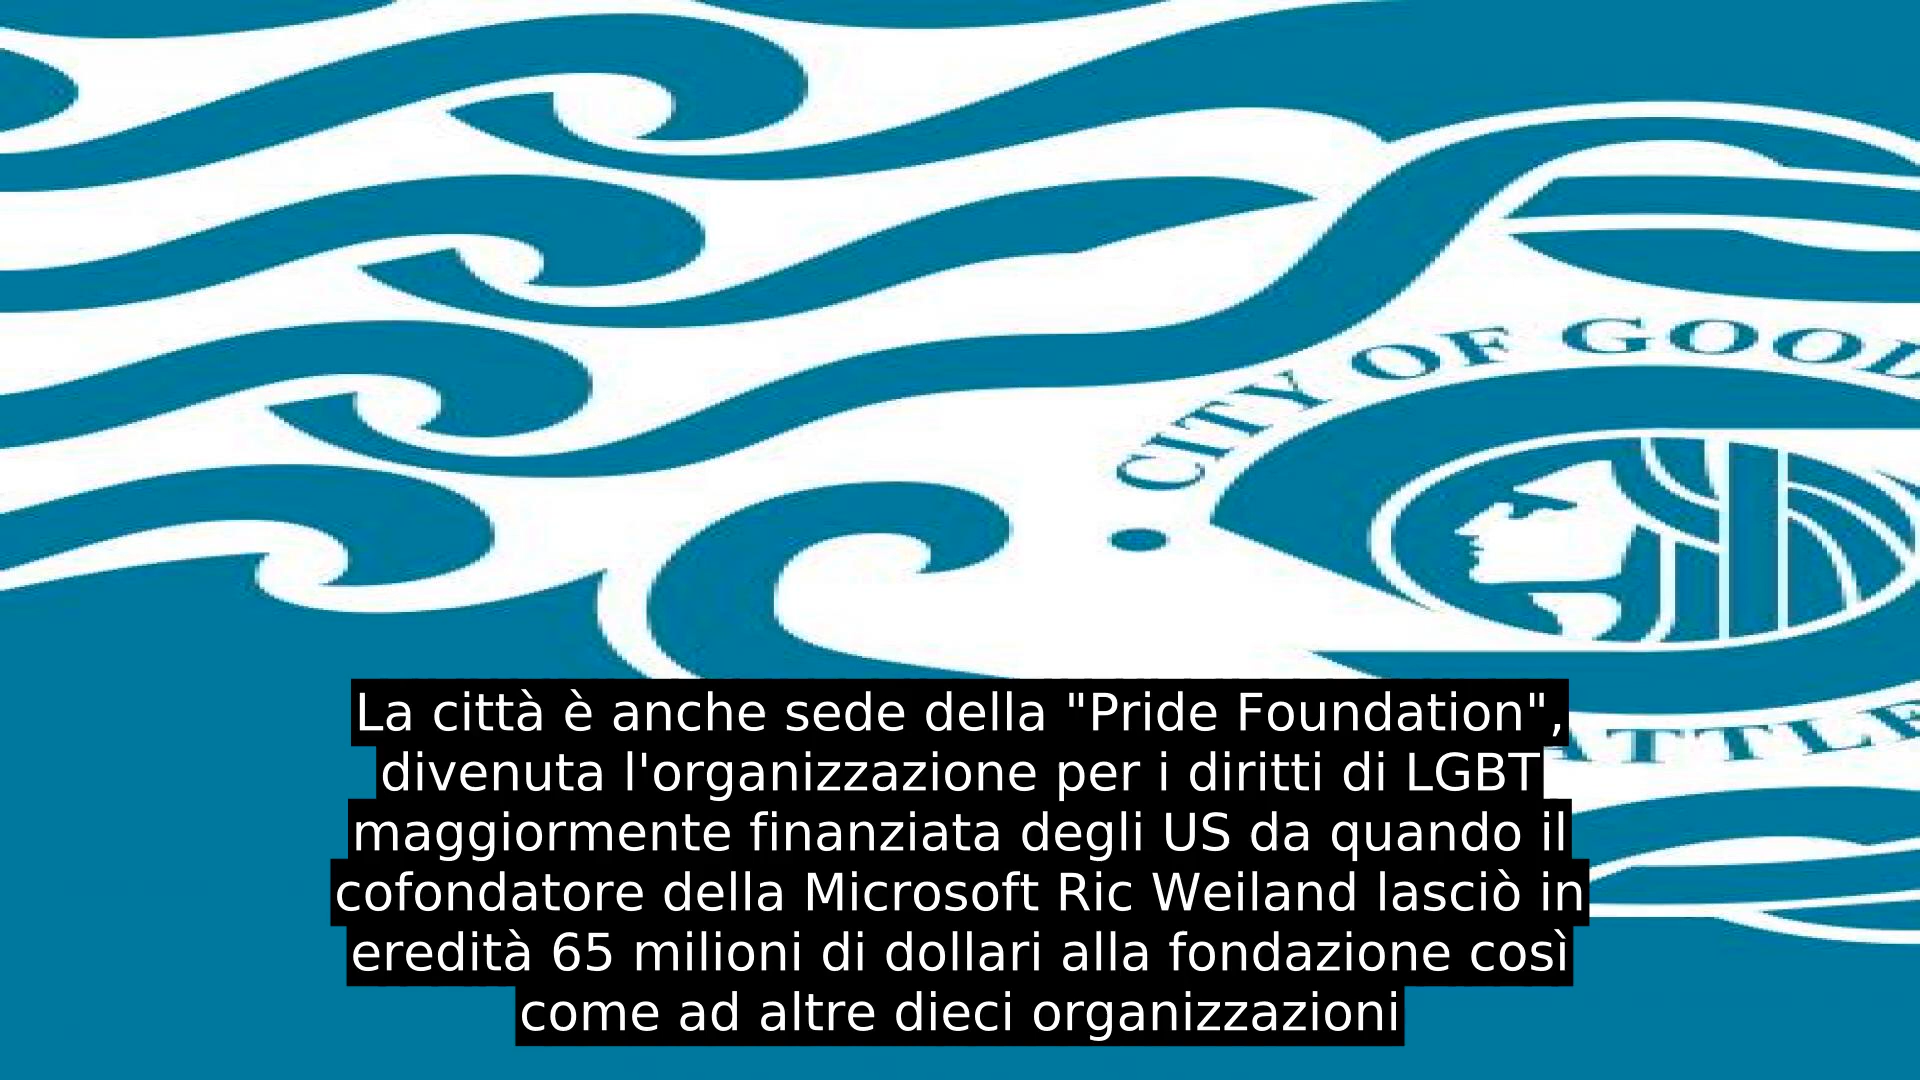 CITY OF GOOD
La città è anche sede della "Pride Foundation",
divenuta l'organizzazione per i diritti di LGBT
maggiormente finanziata degli US da quando il
cofondatore della Microsoft Ric Weiland lasciò in
eredità 65 milioni di dollari alla fondazione così
come ad altre dieci organizzazioni